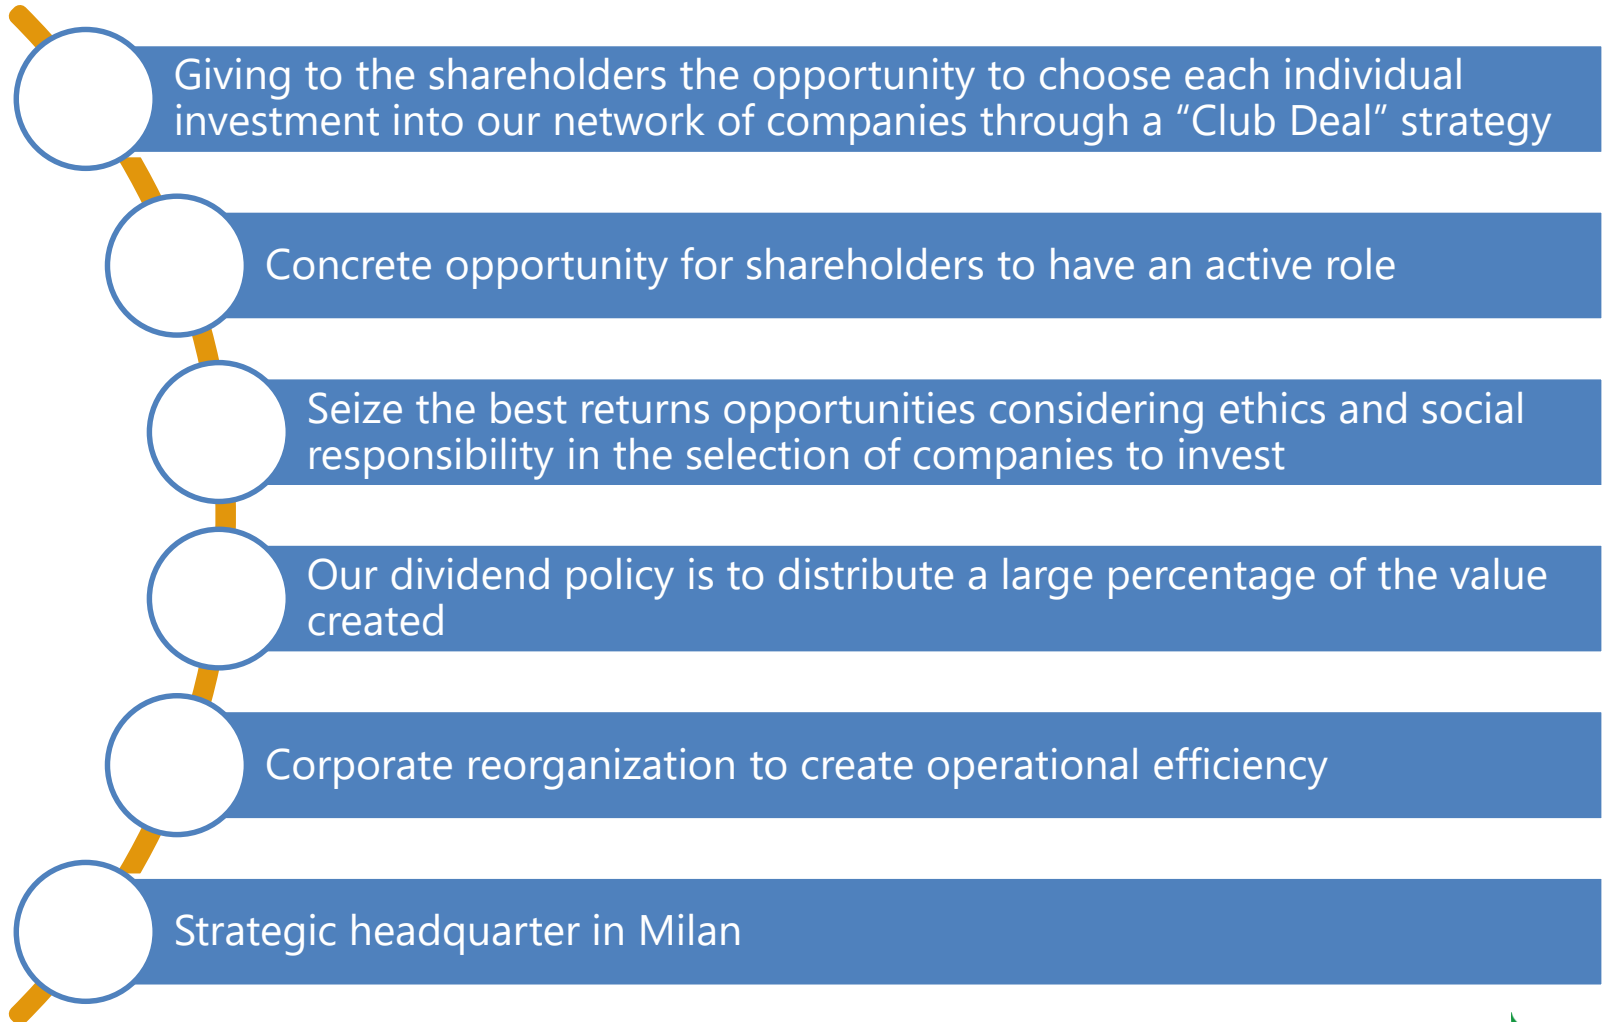 Giving to the shareholders the opportunity to choose each individual
investment into our network of companies through a “Club Deal” strategy
Concrete opportunity for shareholders to have an active role
Seize the best returns opportunities considering ethics and social
responsibility in the selection of companies to invest
Our dividend policy is to distribute a large percentage of the value
created
Corporate reorganization to create operational efficiency
Strategic headquarter in Milan